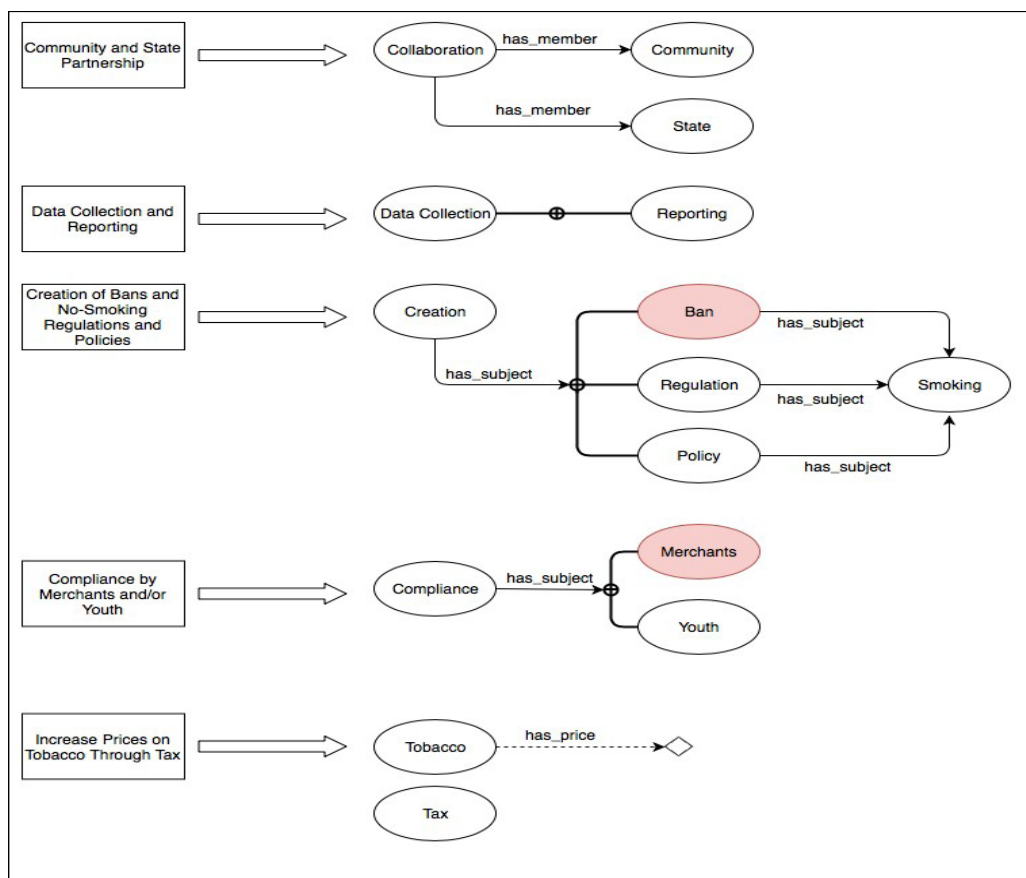 Community and State
Partnership
Collaboration
has_member
Community
has_member
State
Data Collection and
Reporting
Data Collection
Reporting
Creation of Bans and
No-Smoking
Regulations and
Policies
Creation
has_subject
Ban
has_subject
Regulation
has_subject
Policy
has_subject
Smoking
Compliance by
Merchants and/or
Youth
Compliance
has_subject
Merchants
Youth
Increase Prices on
Tobacco Through Tax
Tobacco
has_price
Tax